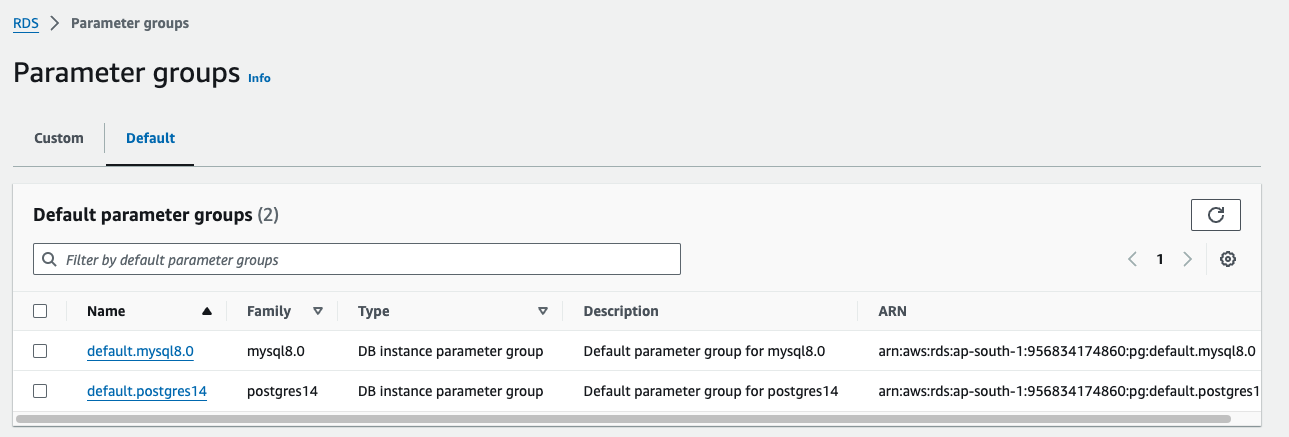 RDS Parameter groups
Parameter groups Info
Custom Default
Default parameter groups (2)
Filter by default parameter groups
1
Name Family Type Description ARN
default.mysql8.0 mysql8.0 DB instance parameter group Default parameter group for mysql8.0 arn:aws:rds:ap-south-1:956834174860:pg:default.mysql8.0
default.postgres14 postgres14 DB instance parameter group Default parameter group for postgres14 arn:aws:rds:ap-south-1:956834174860:pg:default.postgres1